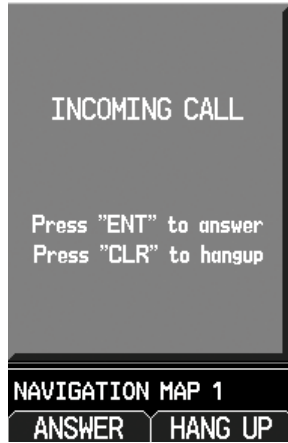 INCOMING CALL
Press "ENT" to answer
Press "CLR" to hangup
NAVIGATION MAP 1
ANSWER HANG UP